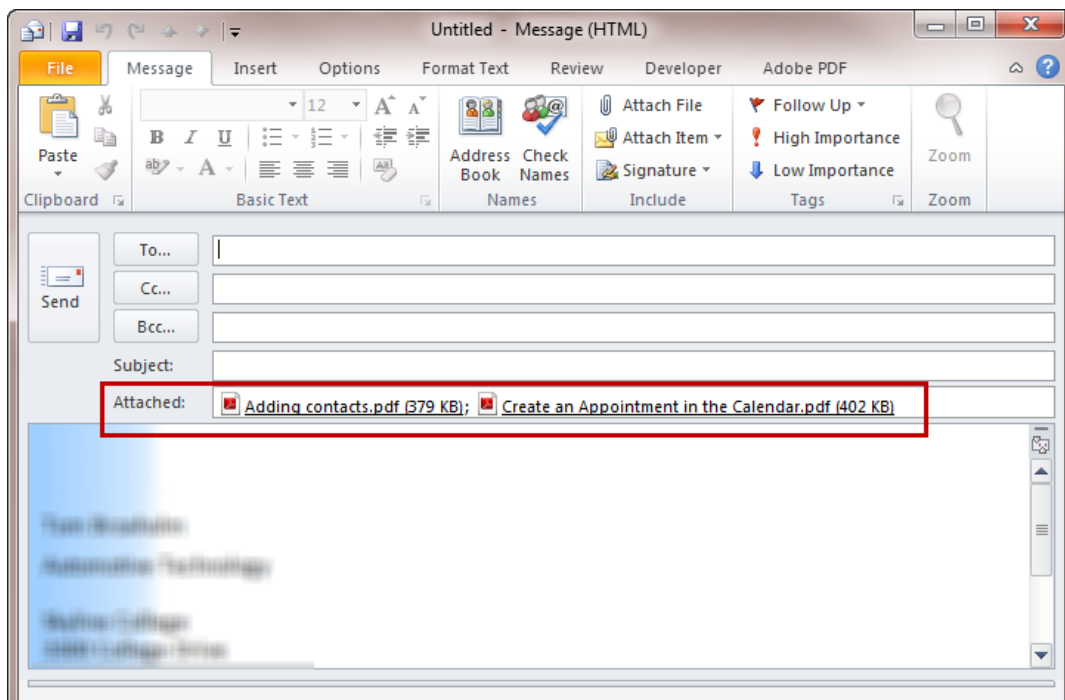 Untitled - Message (HTML)
File Message Insert Options Format Text Review Developer Adobe PDF
12 Attach File Follow Up
B I U Attach Item High Importance
Paste Address Book Check Names Signature Low Importance Zoom
Clipboard Basic Text Names Include Tags Zoom
To...
Send Cc...
Bcc...
Subject:
Attached: Adding contacts.pdf (379 KB); Create an Appointment in the Calendar.pdf (402 KB)